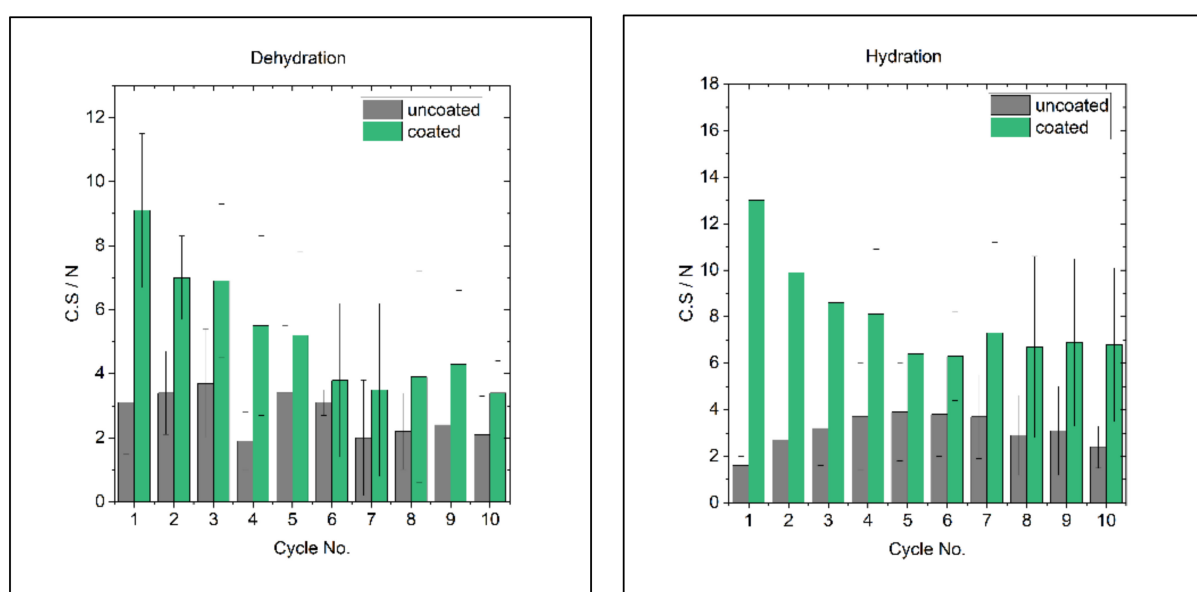 Dehydration
uncoated
coated
12
10
8
6
4
2
0
C.S / N
1 2 3 4 5 6 7 8 9 10
Cycle No.
Hydration
uncoated
coated
18
16
14
12
10
8
6
4
2
0
C.S / N
1 2 3 4 5 6 7 8 9 10
Cycle No.